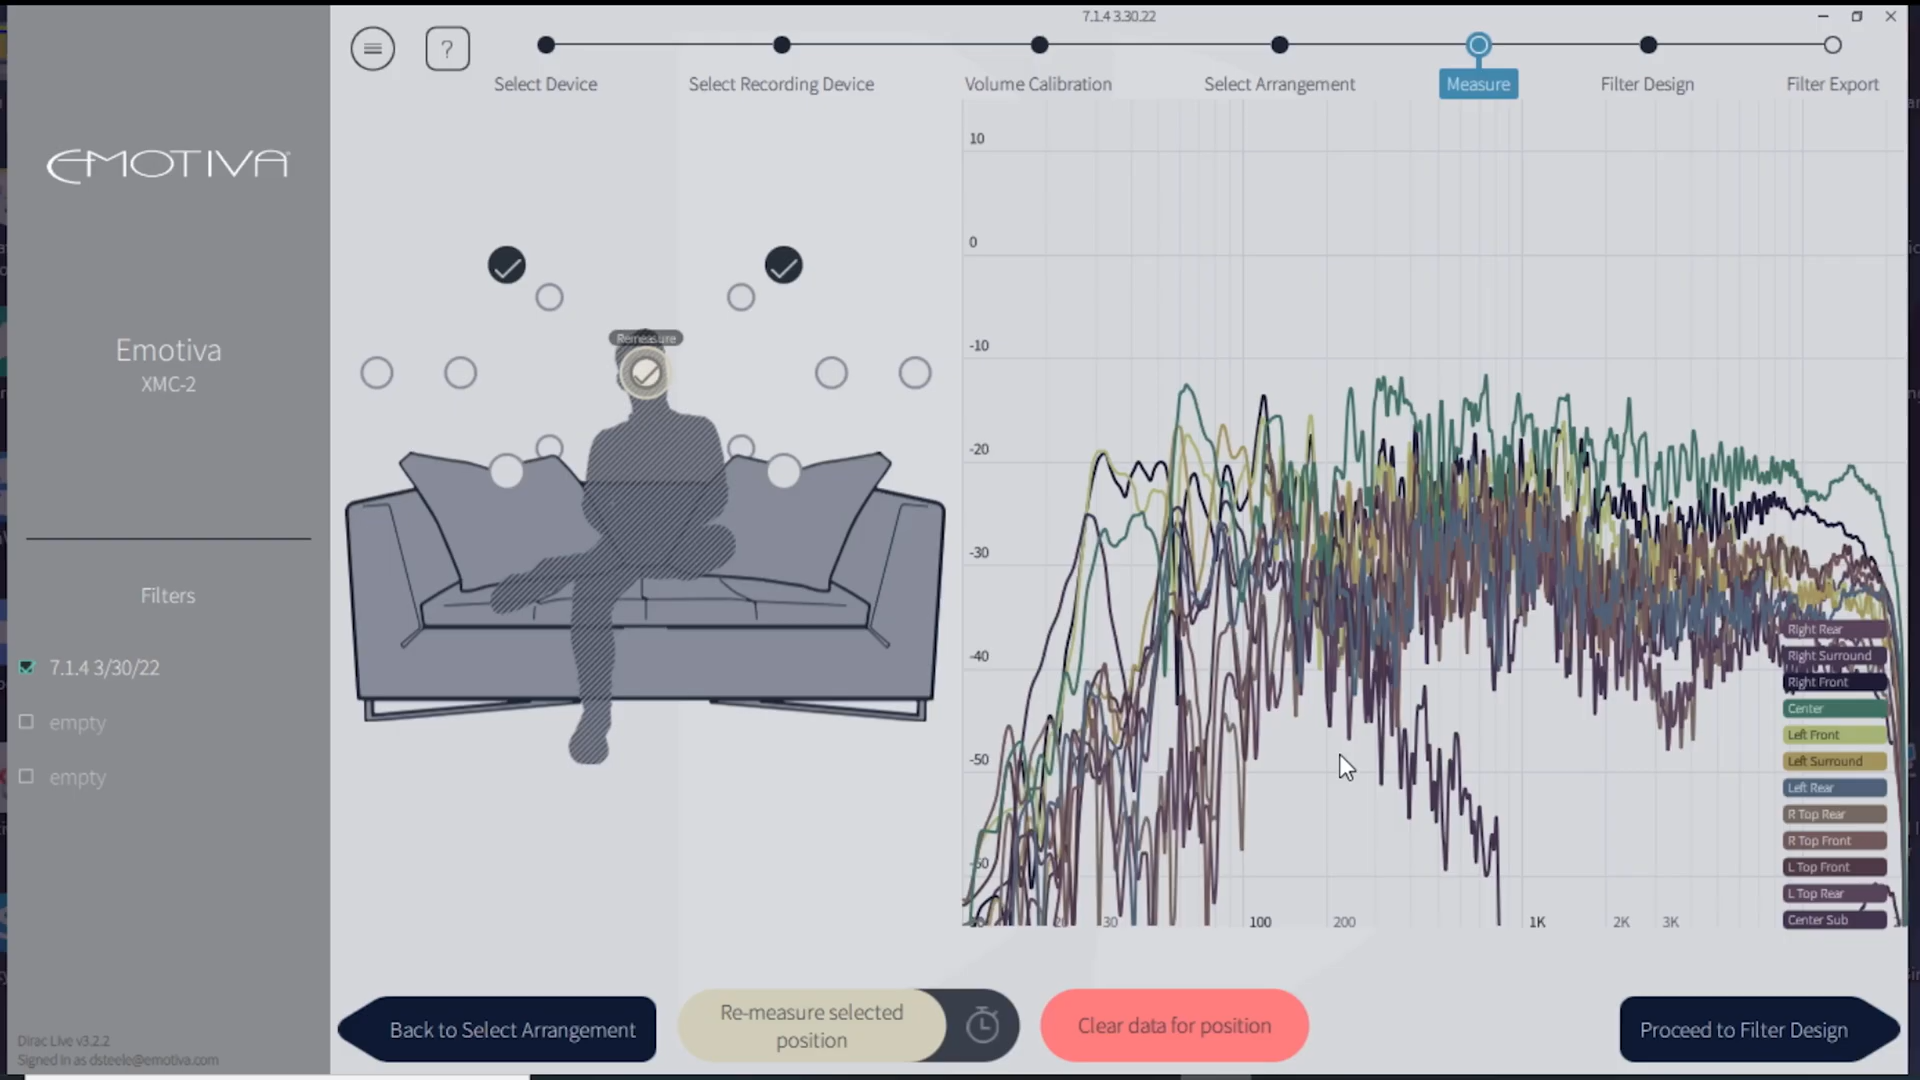 7.1.4 3.30.22
?
Select Device
Select Recording Device
Volume Calibration
Select Arrangement
Measure
Filter Design
Filter Export
EMOTIVA
Emotiva
XMC-2
Filters
7.1.4 3/30/22
empty
empty
Dirac Live v3.2.2
Signed in as dsteele@emotiva.com
Remeasure
10
0
-10
-20
-30
-40
-50
-60
30
100
200
1K
2K
3K
Right Rear
Right Surround
Right Front
Center
Left Front
Left Surround
Left Rear
R Top Rear
R Top Front
L Top Front
L Top Rear
Center Sub
Back to Select Arrangement
Re-measure selected
position
Clear data for position
Proceed to Filter Design